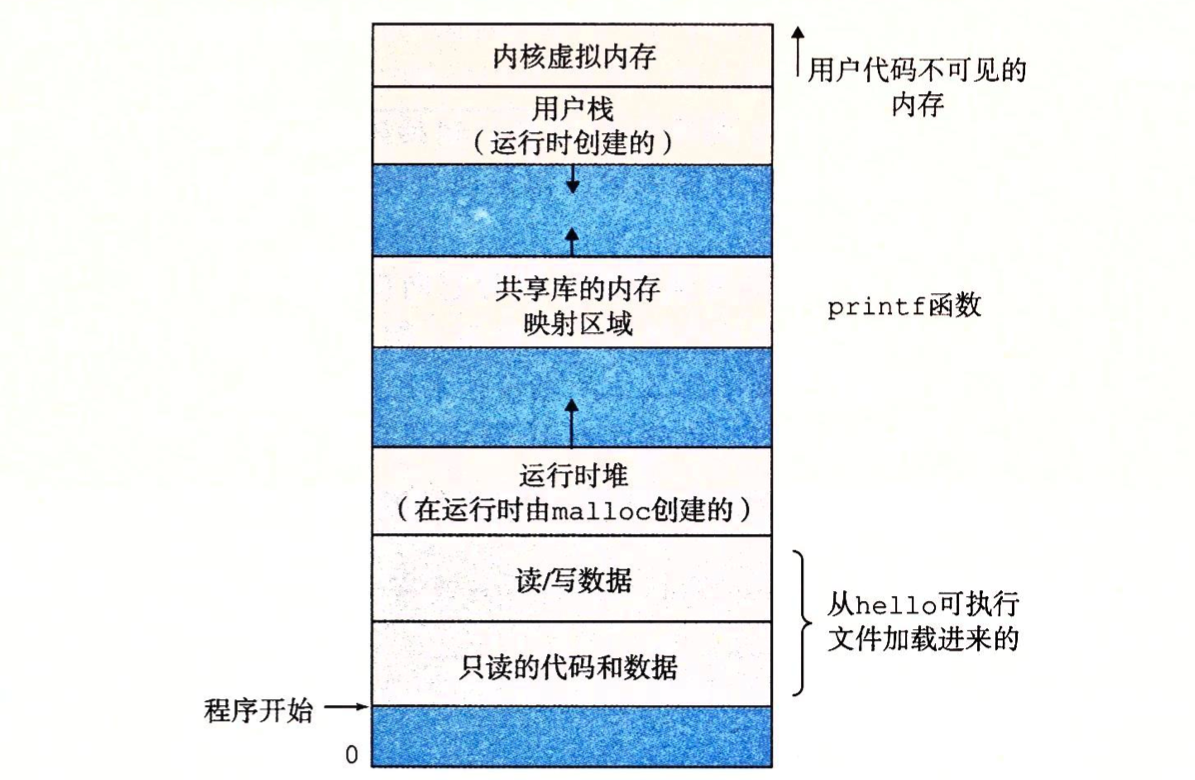 内核虚拟内存
用户代码不可见的
内存
用户栈
（运行时创建的）
共享库的内存
映射区域
printf函数
运行时堆
（在运行时由malloc创建的）
读/写数据
从hello可执行
文件加载进来的
只读的代码和数据
程序开始
0